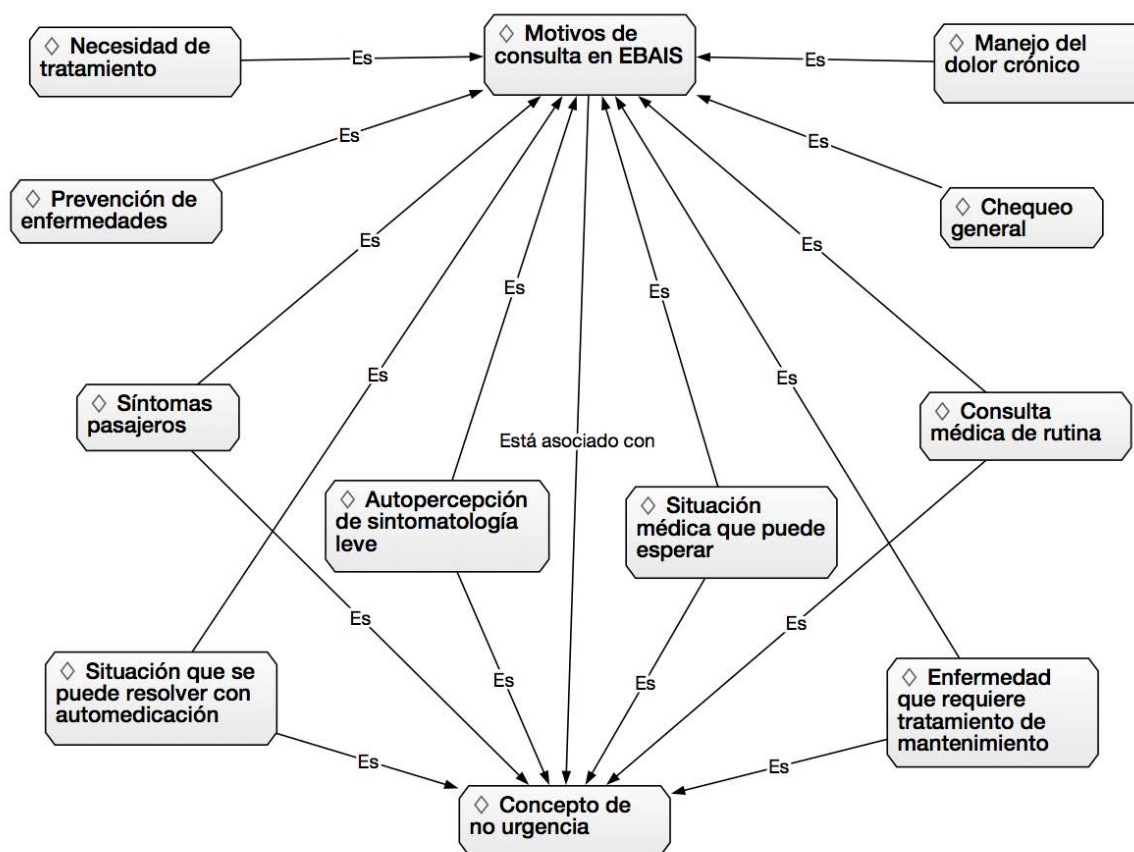 ◇ Necesidad de
tratamiento
Es
◇ Motivos de
consulta en EBAIS
Es
◇ Manejo del
dolor crónico
Es
Es
◇ Prevención de
enfermedades
◇ Chequeo
general
Es
Es
Es
Es
Es
Es
◇ Síntomas
pasajeros
◇ Consulta
médica de rutina
Está asociado con
◇ Autopercepción
de sintomatología
leve
◇ Situación
médica que puede
esperar
Es
Es
◇ Situación que se
puede resolver con
automedicación
Es
Es
◇ Enfermedad
que requiere
tratamiento de
mantenimiento
Es
Es
◇ Concepto de
no urgencia